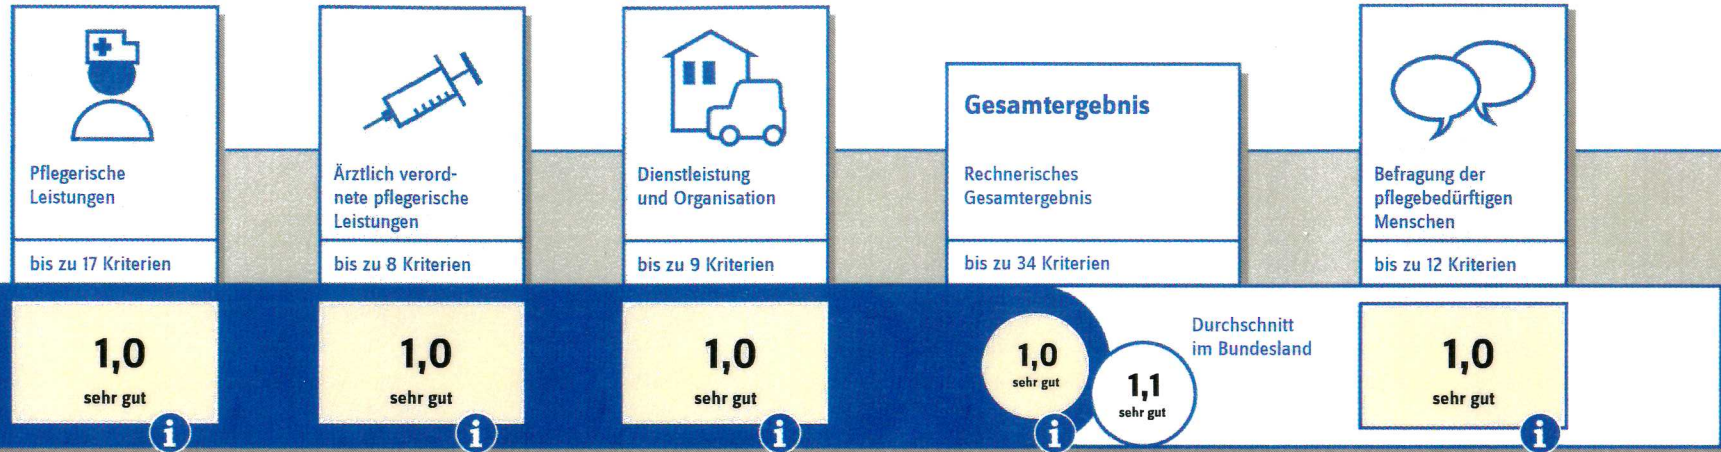 Pflegerische
Leistungen
bis zu 17 Kriterien
1,0
sehr gut
i
Ärztlich verord-
nete pflegerische
Leistungen
bis zu 8 Kriterien
1,0
sehr gut
i
Dienstleistung
und Organisation
bis zu 9 Kriterien
1,0
sehr gut
i
Gesamtergebnis
Rechnerisches
Gesamtergebnis
bis zu 34 Kriterien
1,0
sehr gut
i
1,1
sehr gut
Durchschnitt
im Bundesland
Befragung der
pflegebedürftigen
Menschen
bis zu 12 Kriterien
1,0
sehr gut
i